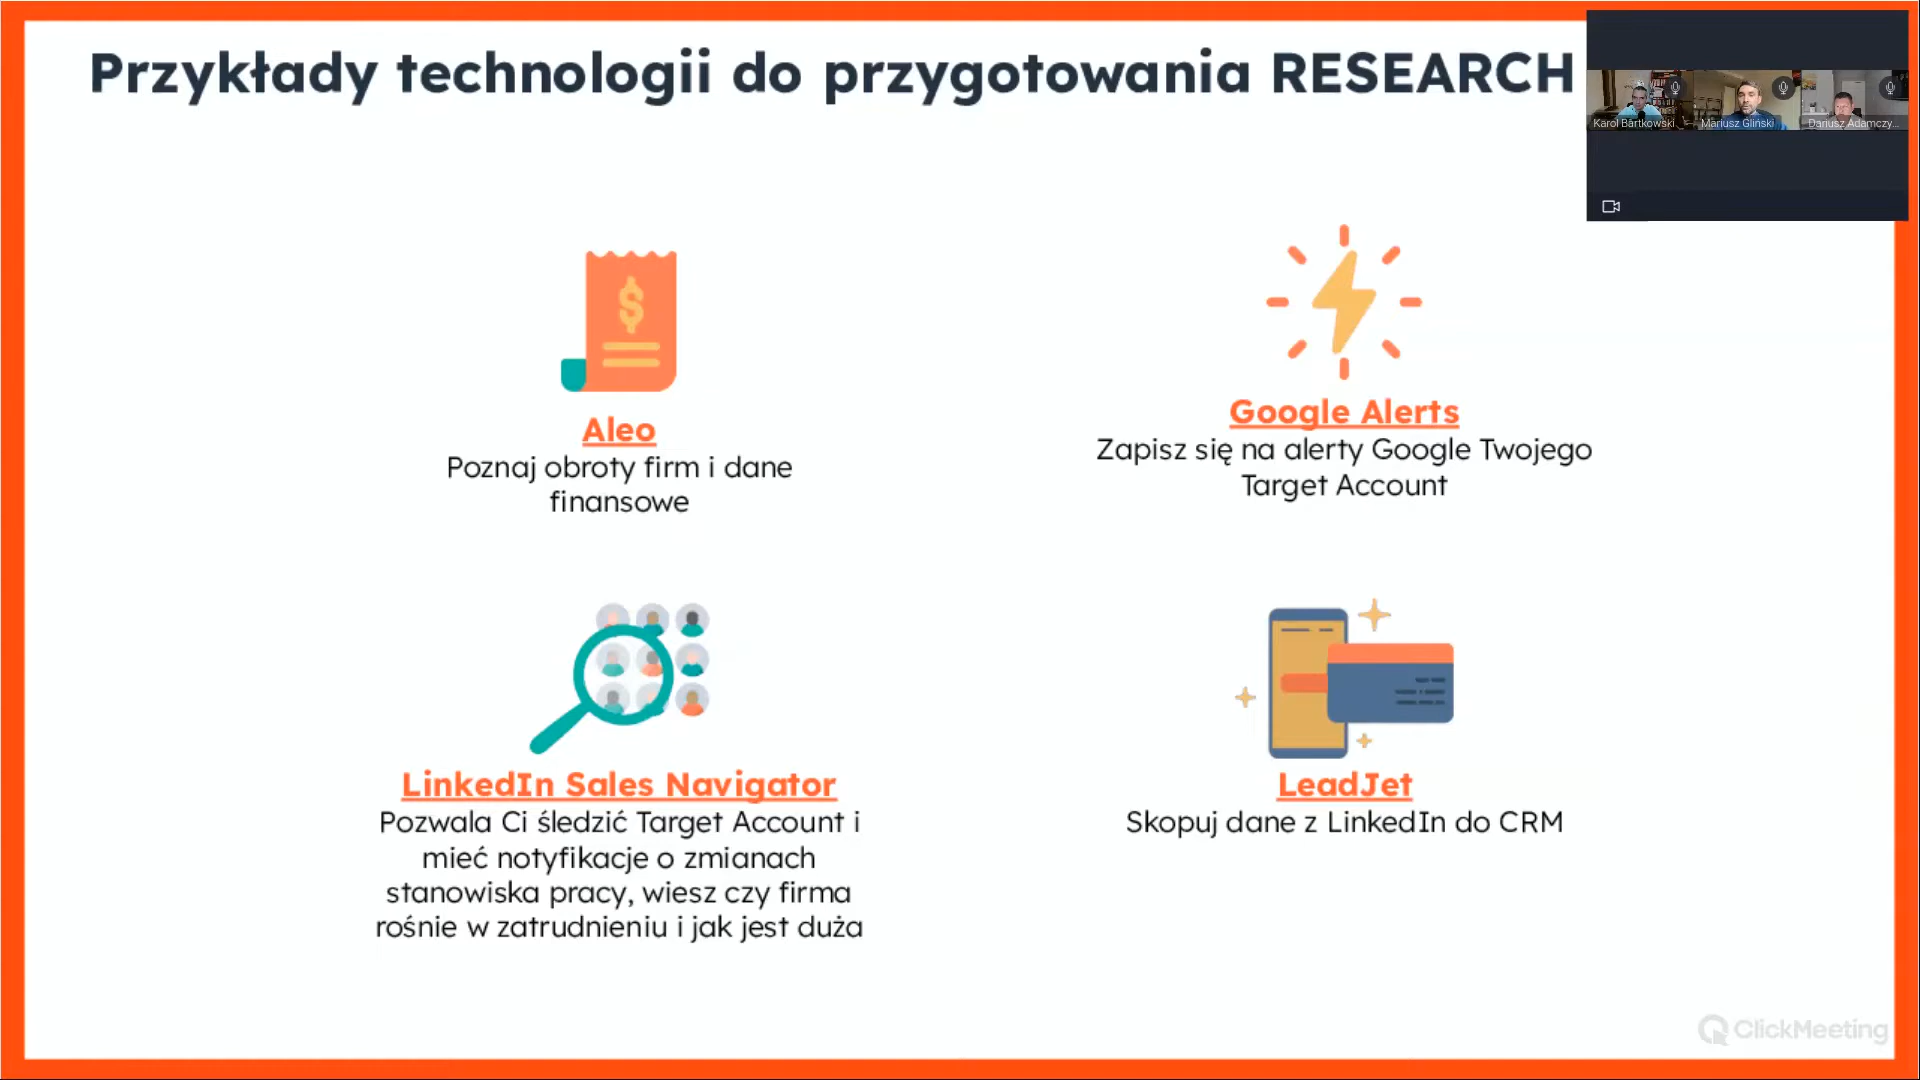 Przykłady technologii do przygotowania RESEARCH
Karol Bartkowski
Mariusz Gliński
Dariusz Adamczy...
$
Aleo
Poznaj obroty firm i dane
finansowe
Google Alerts
Zapisz się na alerty Google Twojego
Target Account
LinkedIn Sales Navigator
Pozwala Ci śledzić Target Account i
mieć notyfikacje o zmianach
stanowiska pracy, wiesz czy firma
rośnie w zatrudnieniu i jak jest duża
LeadJet
Skopuj dane z LinkedIn do CRM
ClickMeeting